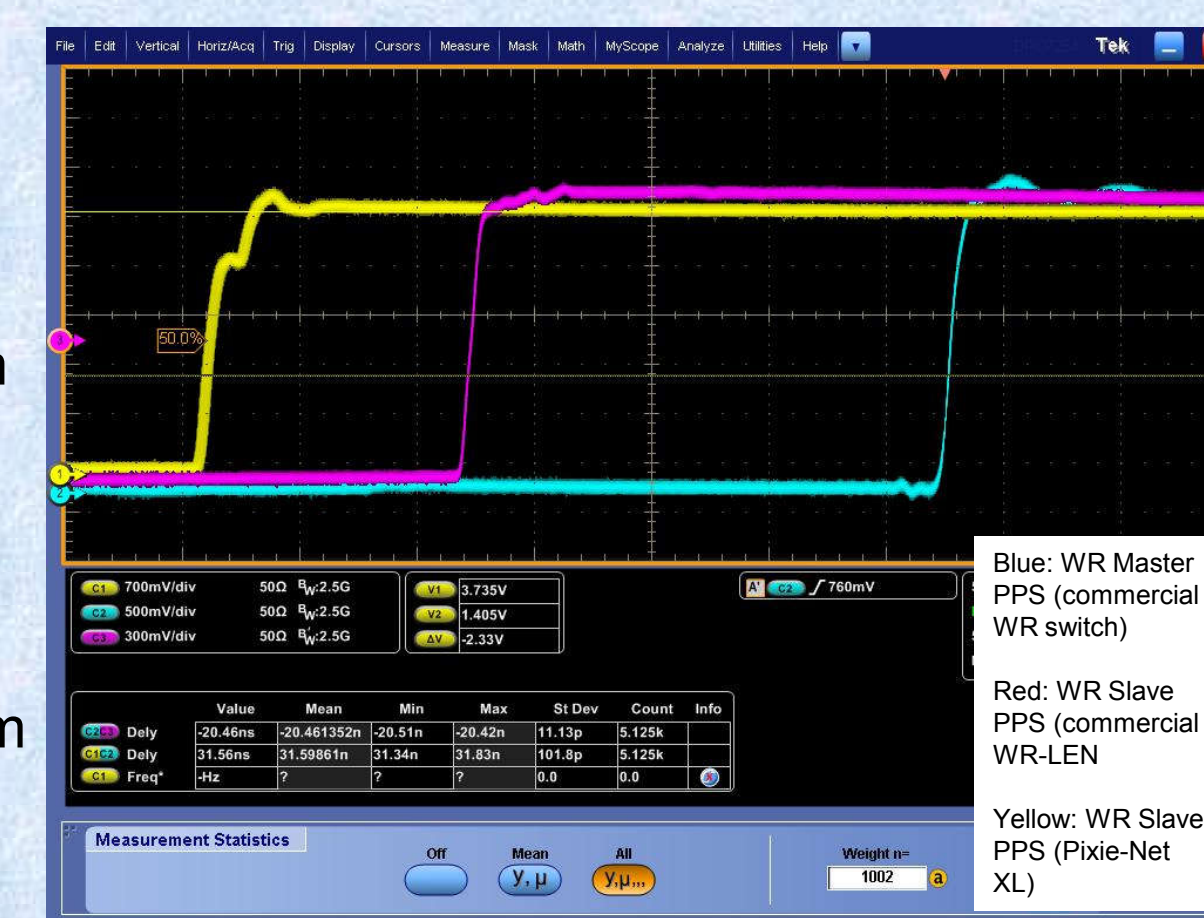 File Edit Vertical Horiz/Acq Trig Display Cursors Measure Mask Math MyScope Analyze Utilities Help Tek
50.0%
3
1
2
C1 700mV/div 50Ω BW:2.5G
C2 500mV/div 50Ω BW:2.5G
C3 300mV/div 50Ω BW:2.5G
V1 3.735V
V2 1.405V
ΔV -2.33V
A' C2 760mV
Value Mean Min Max St Dev Count Info
C2C3 Dely -20.46ns -20.461352n -20.51n -20.42n 11.13p 5.125k
C1C2 Dely 31.56ns 31.59861n 31.34n 31.83n 101.8p 5.125k
C1 Freq* -Hz ? ? ? 0.0 0.0
Measurement Statistics
Off Mean All Weight n=
y, μ y,μ,,, 1002 a
Blue: WR Master
PPS (commercial
WR switch)
Red: WR Slave
PPS (commercial
WR-LEN
Yellow: WR Slave
PPS (Pixie-Net
XL)